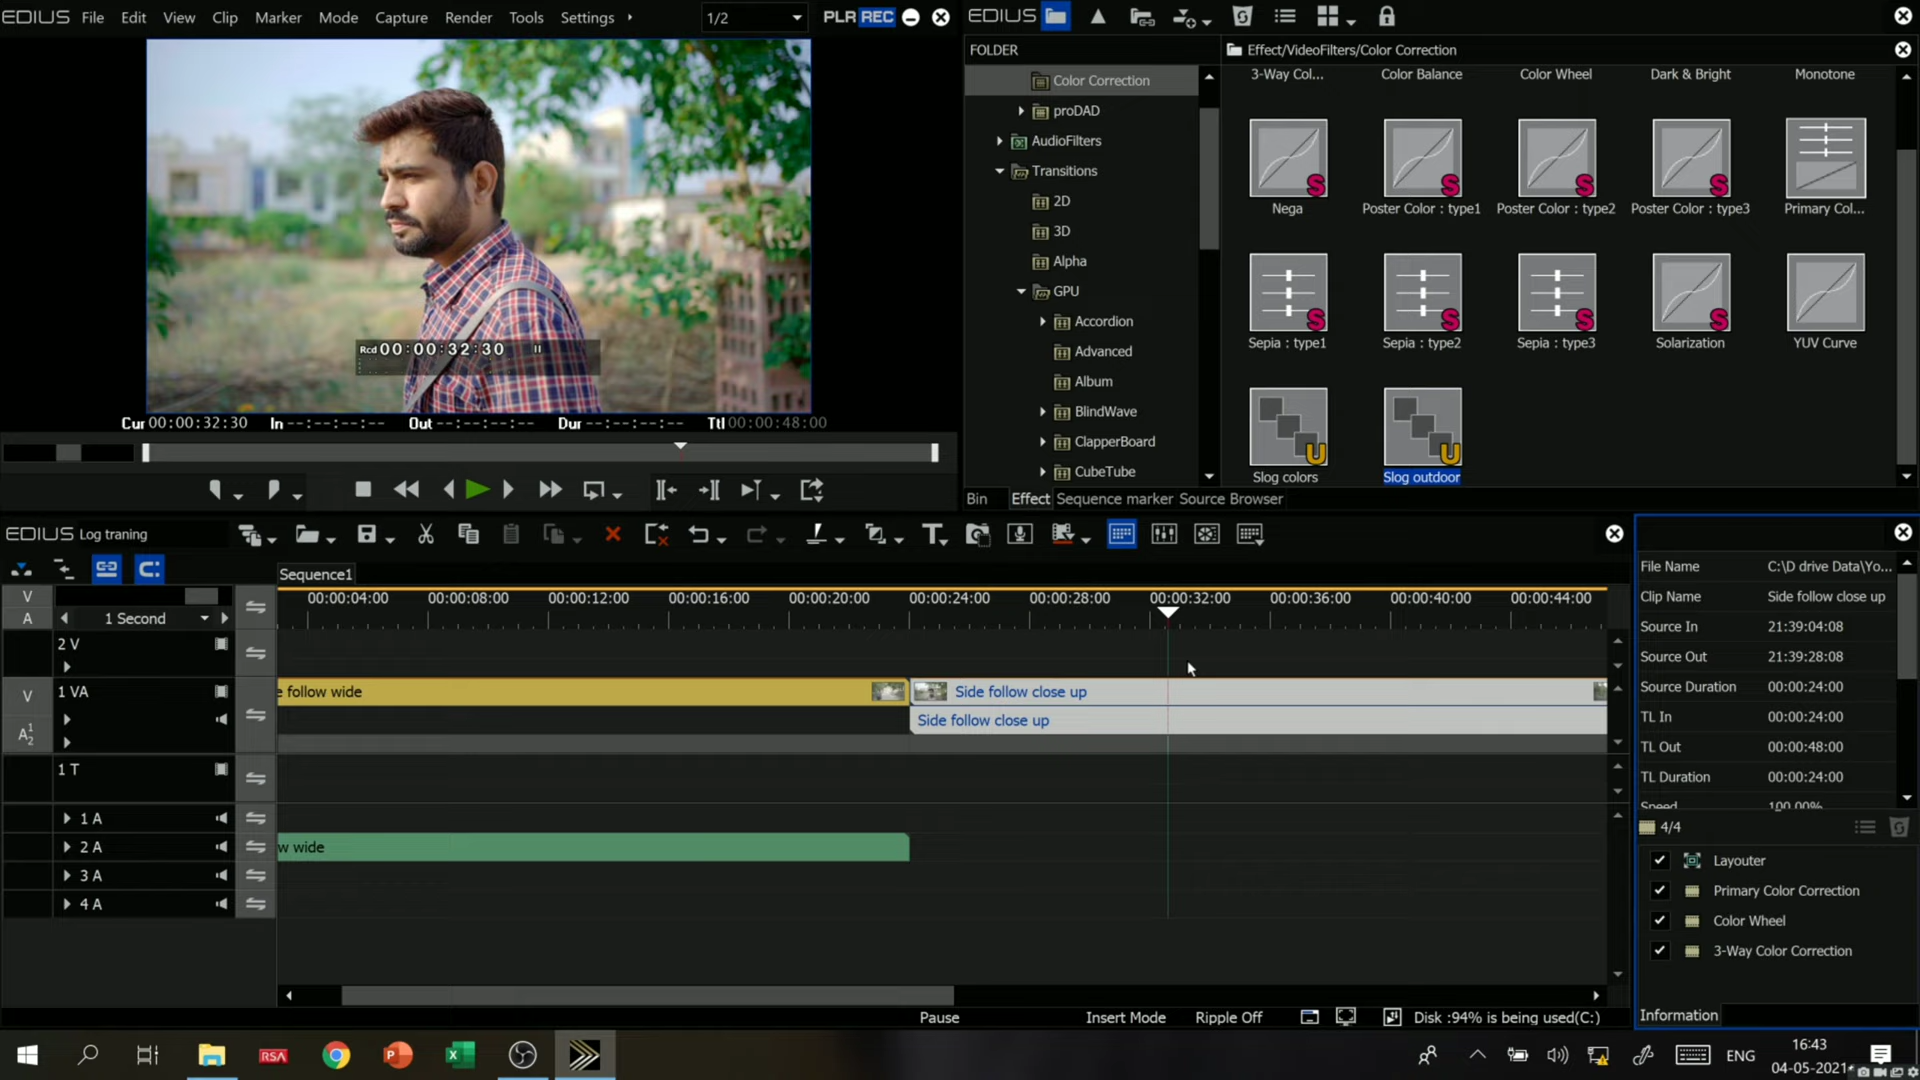 EDIUS File Edit View Clip Marker Mode Capture Render Tools Settings 1/2 PLR REC
EDIUS
FOLDER
Effect/VideoFilters/Color Correction
Color Correction
proDAD
AudioFilters
Transitions
2D
3D
Alpha
GPU
Accordion
Advanced
Album
BlindWave
ClapperBoard
CubeTube
3-Way Col... Color Balance Color Wheel Dark & Bright Monotone
Nega Poster Color : type1 Poster Color : type2 Poster Color : type3 Primary Col...
Sepia : type1 Sepia : type2 Sepia : type3 Solarization YUV Curve
Slog colors Slog outdoor
Bin Effect Sequence marker Source Browser
Rcd 00:00:32:30
Cur 00:00:32:30 In --:--:--:-- Out --:--:--:-- Dur --:--:--:-- Ttl 00:00:48:00
EDIUS Log traning
Sequence1
V
A
1 Second
00:00:04:00 00:00:08:00 00:00:12:00 00:00:16:00 00:00:20:00 00:00:24:00 00:00:28:00 00:00:32:00 00:00:36:00 00:00:40:00 00:00:44:00
2 V
V 1 VA
e follow wide Side follow close up
A12
Side follow close up
1 T
1 A
2 A w wide
3 A
4 A
File Name C:\D drive Data\Yo...
Clip Name Side follow close up
Source In 21:39:04:08
Source Out 21:39:28:08
Source Duration 00:00:24:00
TL In 00:00:24:00
TL Out 00:00:48:00
TL Duration 00:00:24:00
Speed 100.00%
4/4
Layouter
Primary Color Correction
Color Wheel
3-Way Color Correction
Information
Pause Insert Mode Ripple Off Disk :94% is being used(C:)
RSA
ENG
16:43
04-05-2021